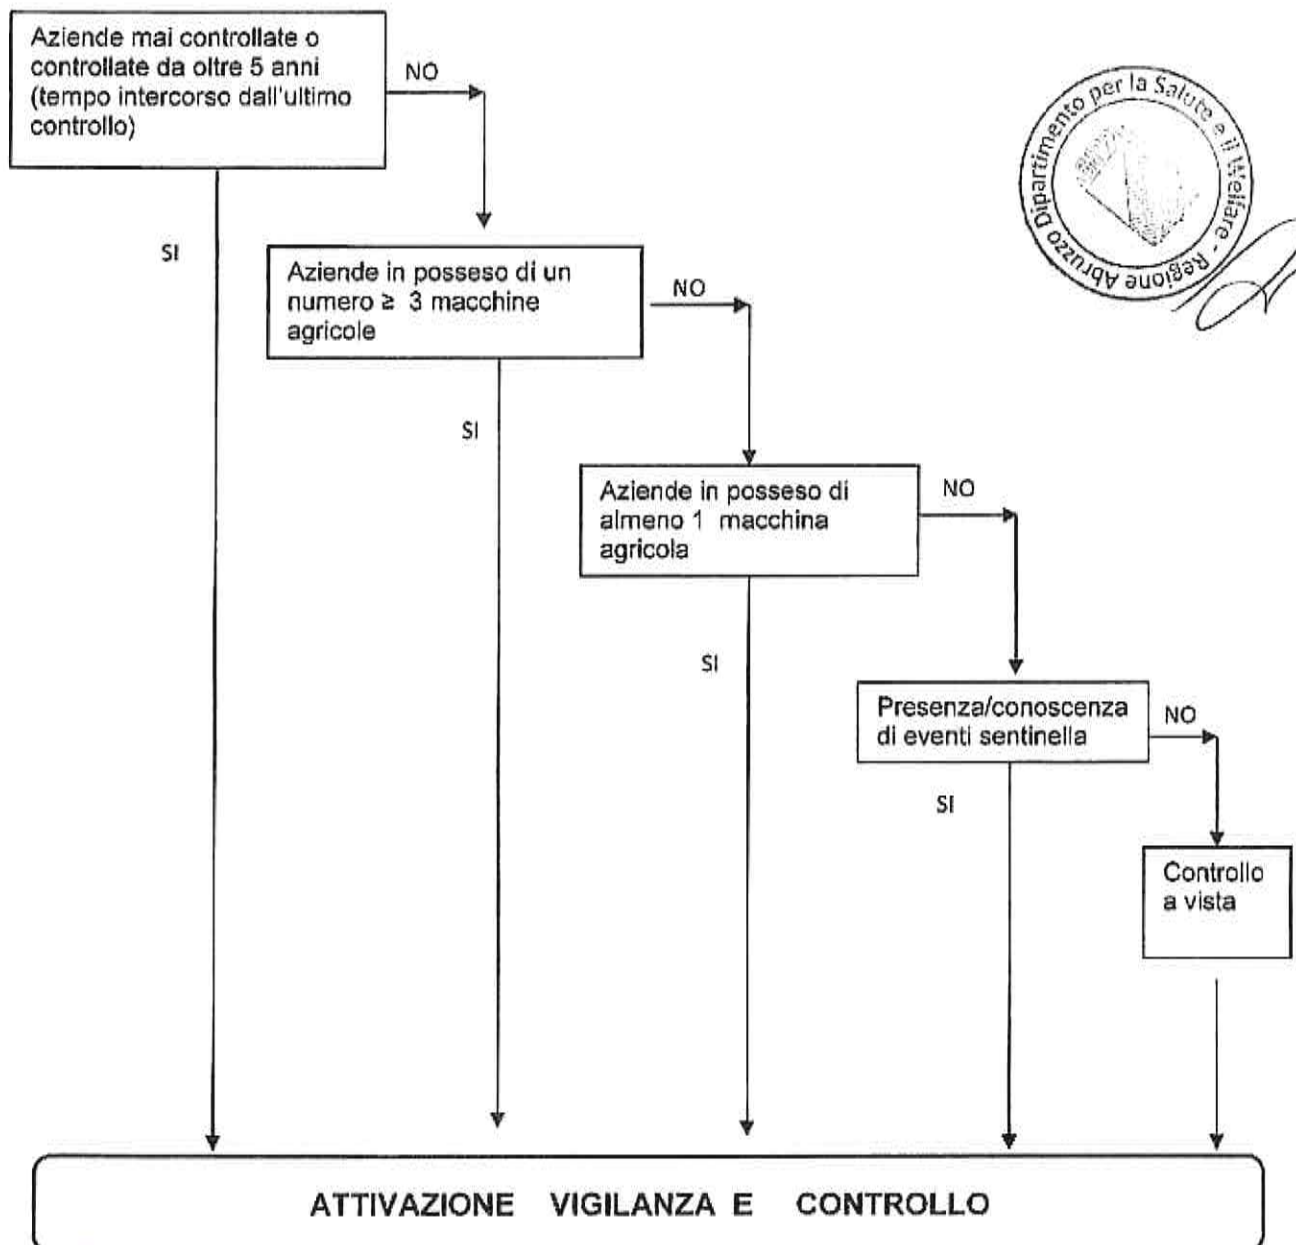 Aziende mai controllate o
controllate da oltre 5 anni
(tempo intercorso dall'ultimo
controllo)
NO
SI
Dipartimento per la Salute e il Welfare - Regione Abruzzo
Aziende in posseso di un
numero ≥ 3 macchine
agricole
NO
SI
Aziende in posseso di
almeno 1 macchina
agricola
NO
SI
Presenza/conoscenza
di eventi sentinella
NO
SI
Controllo
a vista
ATTIVAZIONE VIGILANZA E CONTROLLO